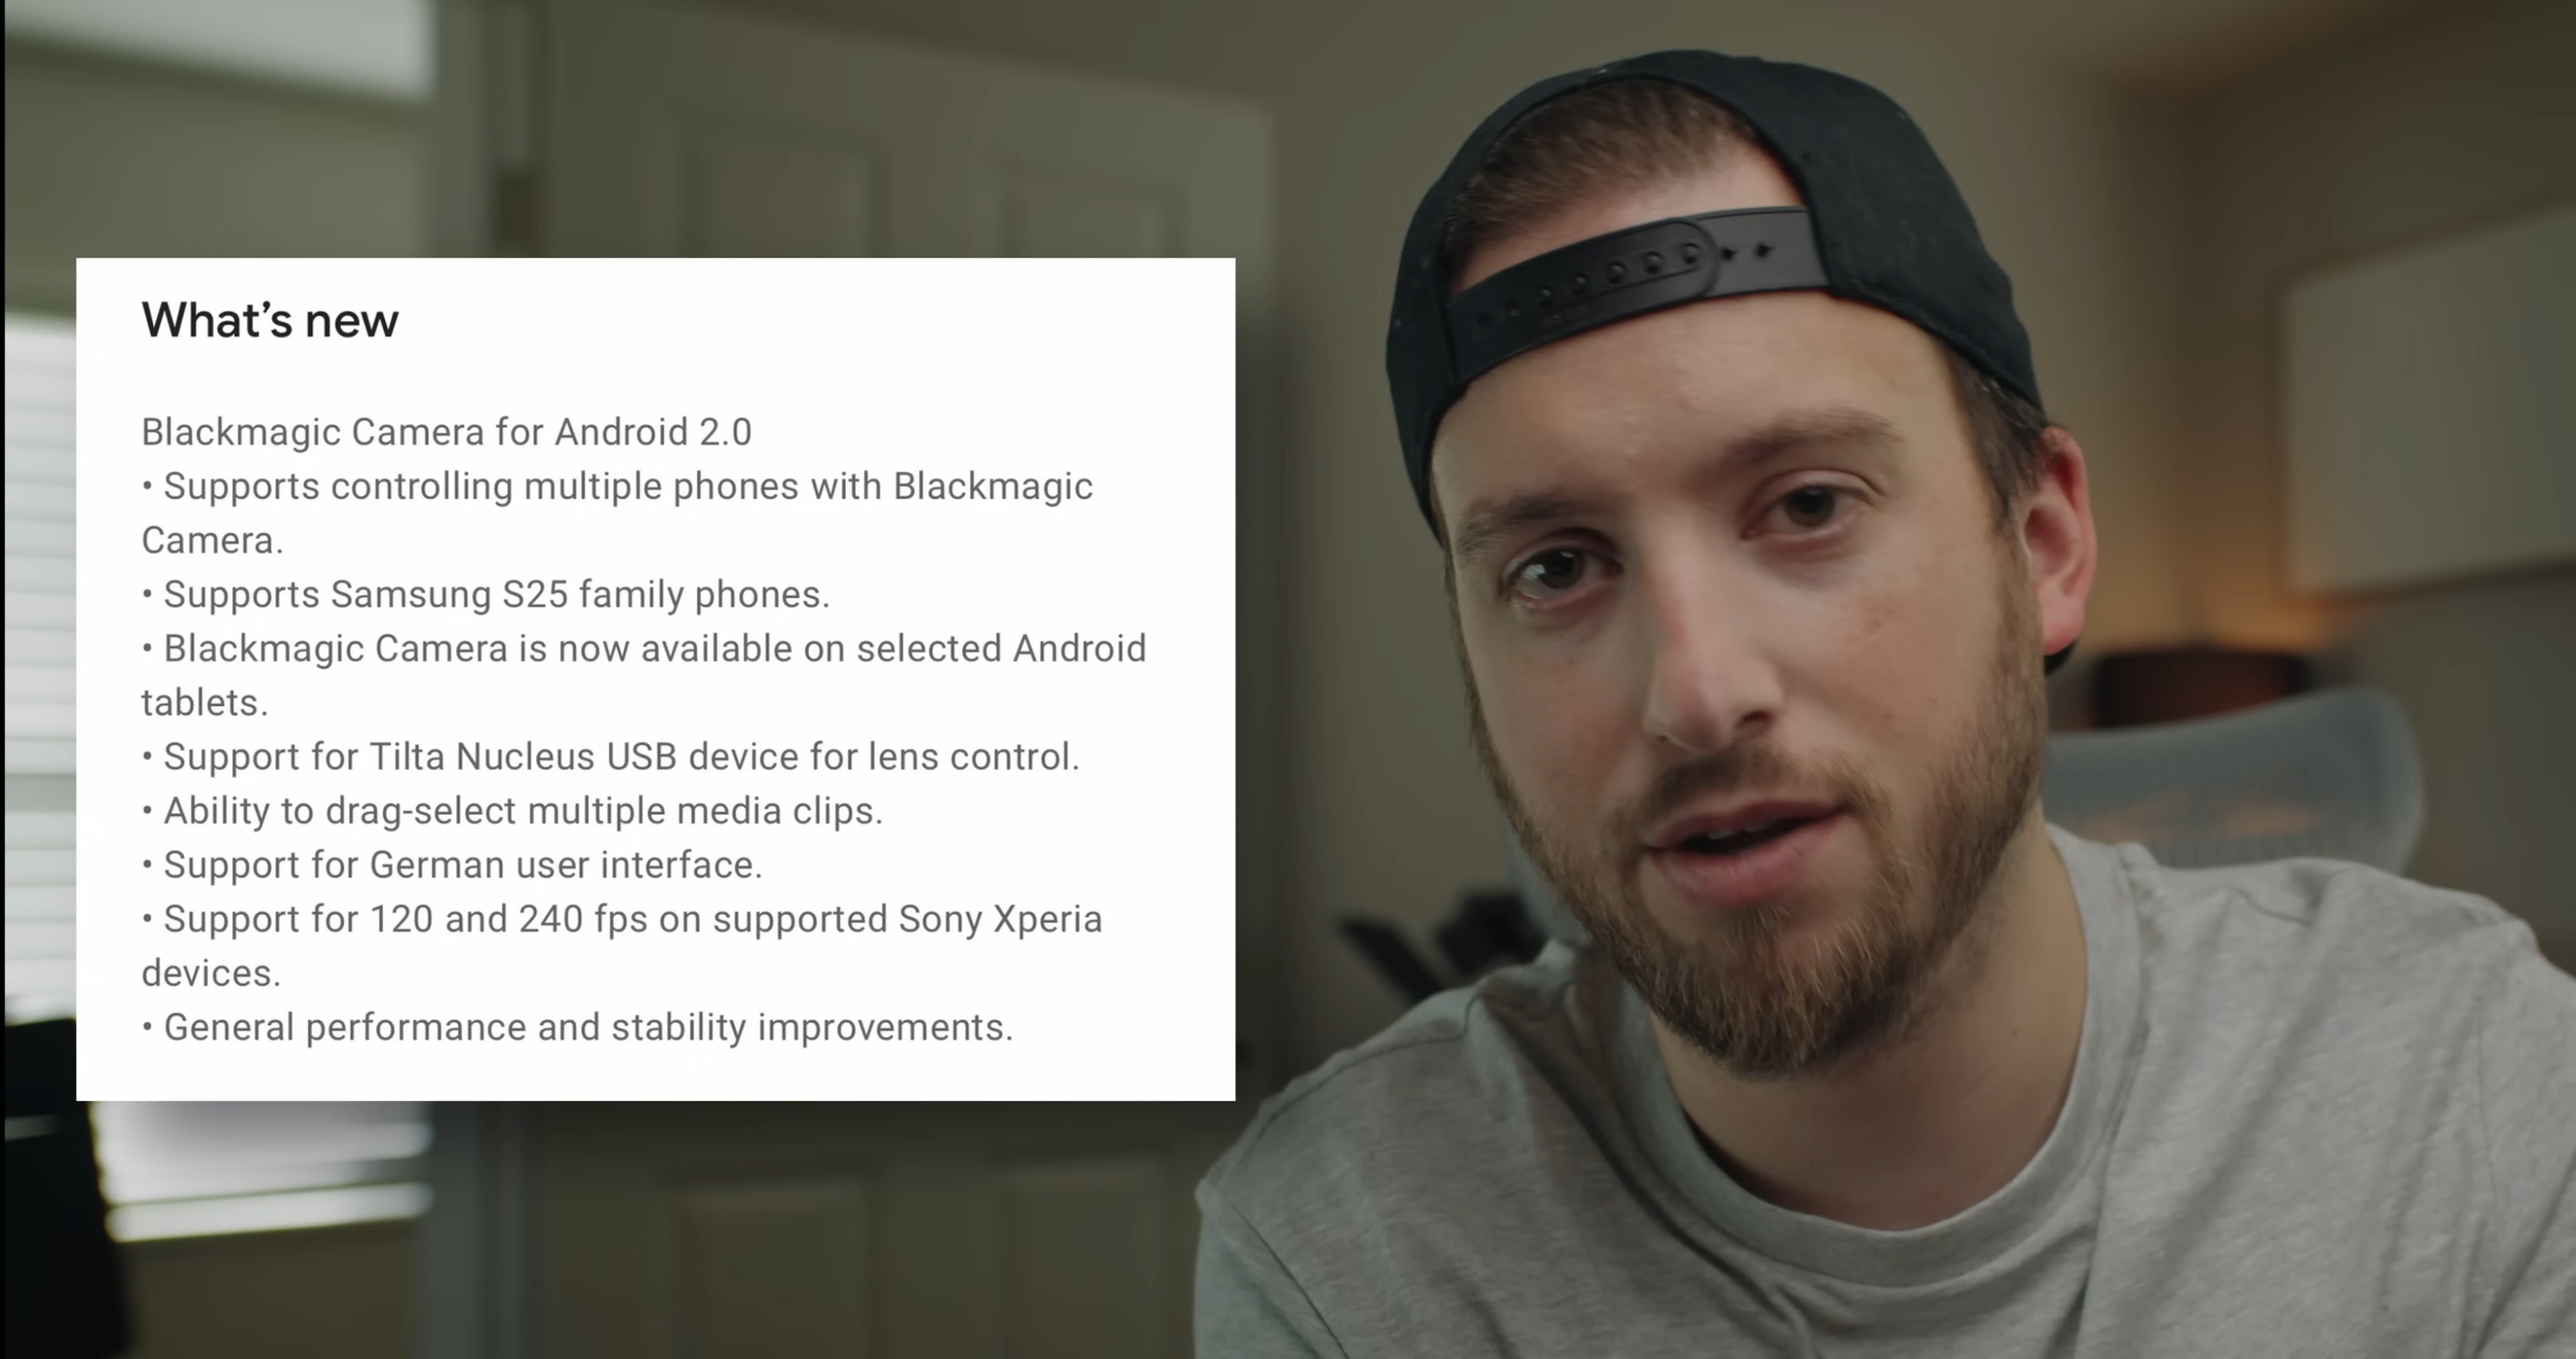 What’s new
Blackmagic Camera for Android 2.0
• Supports controlling multiple phones with Blackmagic
Camera.
• Supports Samsung S25 family phones.
• Blackmagic Camera is now available on selected Android
tablets.
• Support for Tilta Nucleus USB device for lens control.
• Ability to drag-select multiple media clips.
• Support for German user interface.
• Support for 120 and 240 fps on supported Sony Xperia
devices.
• General performance and stability improvements.